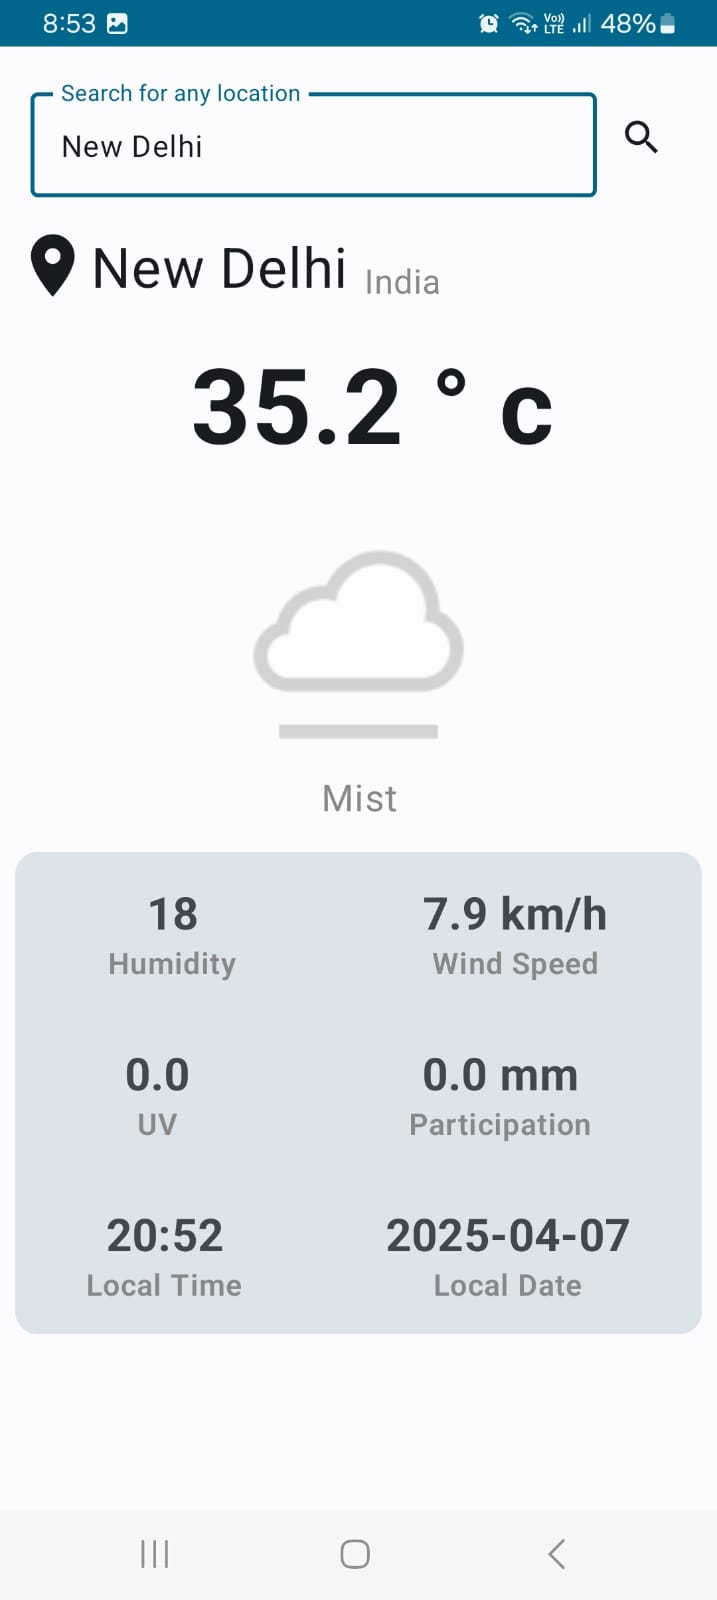 8:53 Vo)) LTE 48%
Search for any location
New Delhi
New Delhi India
35.2 ° c
Mist
18 7.9 km/h
Humidity Wind Speed
0.0 0.0 mm
UV Participation
20:52 2025-04-07
Local Time Local Date